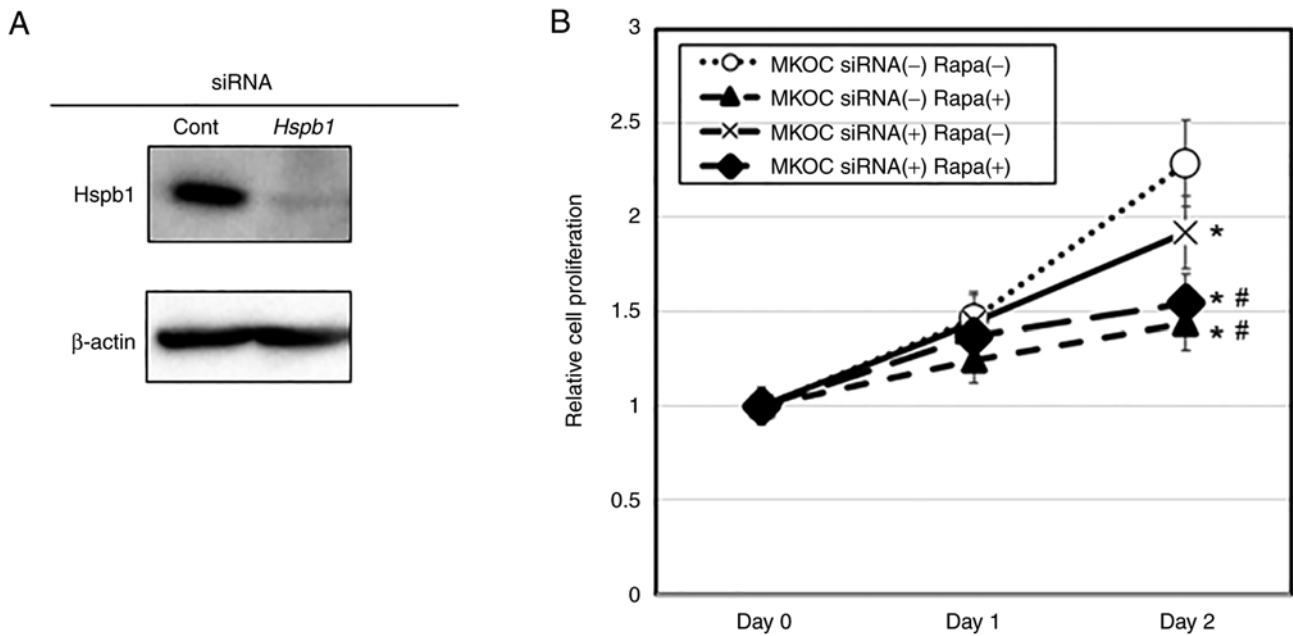 A
siRNA
Cont Hspb1
Hspb1
β-actin
B
3
2.5
2
1.5
1
0.5
0
Relative cell proliferation
MKOC siRNA(−) Rapa(−)
MKOC siRNA(−) Rapa(+)
MKOC siRNA(+) Rapa(−)
MKOC siRNA(+) Rapa(+)
*
* #
* #
Day 0 Day 1 Day 2